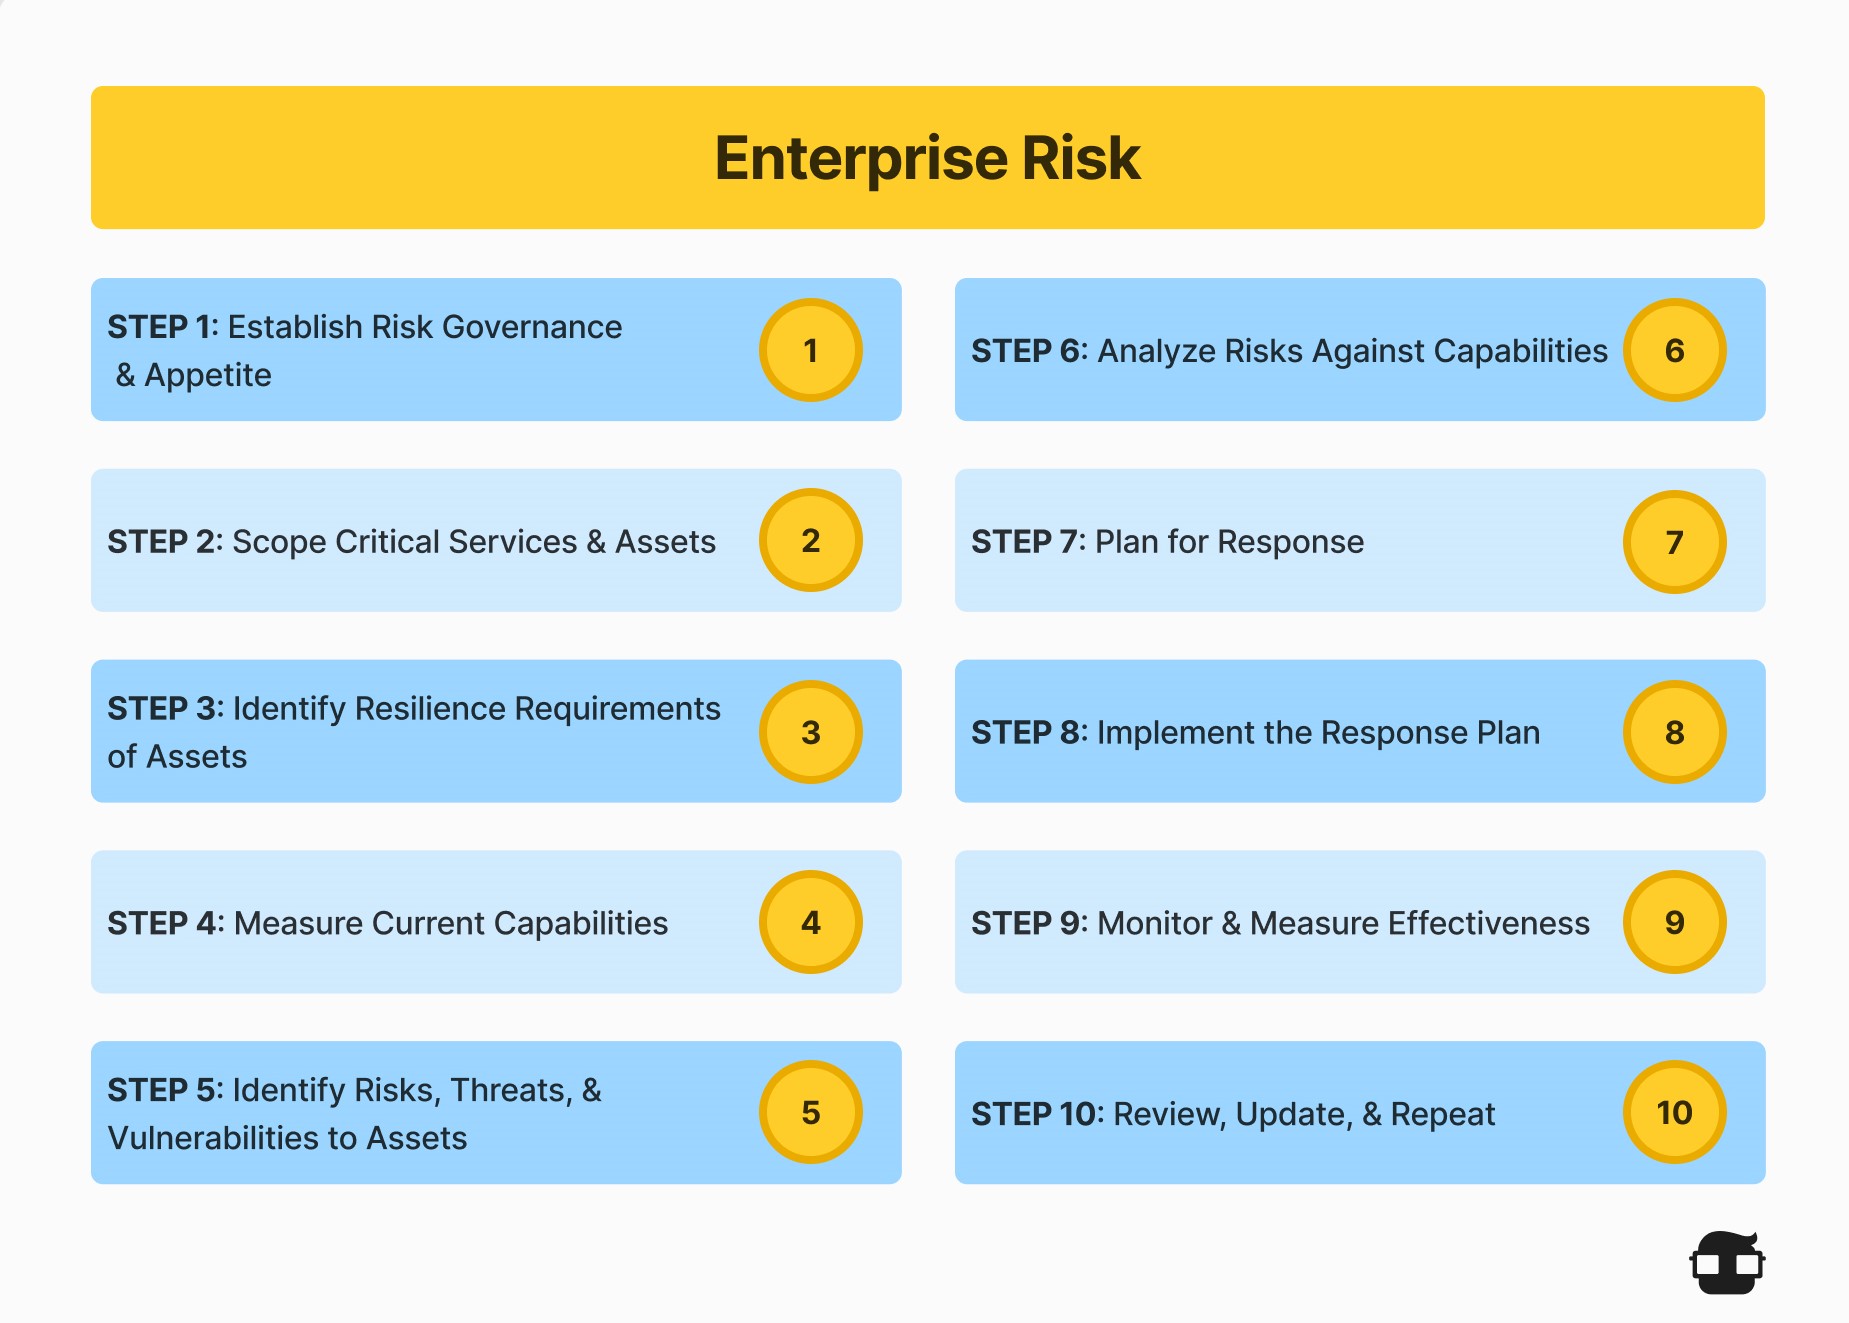 Enterprise Risk
STEP 1: Establish Risk Governance
& Appetite
1
STEP 2: Scope Critical Services & Assets
2
STEP 3: Identify Resilience Requirements
of Assets
3
STEP 4: Measure Current Capabilities
4
STEP 5: Identify Risks, Threats, &
Vulnerabilities to Assets
5
STEP 6: Analyze Risks Against Capabilities
6
STEP 7: Plan for Response
7
STEP 8: Implement the Response Plan
8
STEP 9: Monitor & Measure Effectiveness
9
STEP 10: Review, Update, & Repeat
10